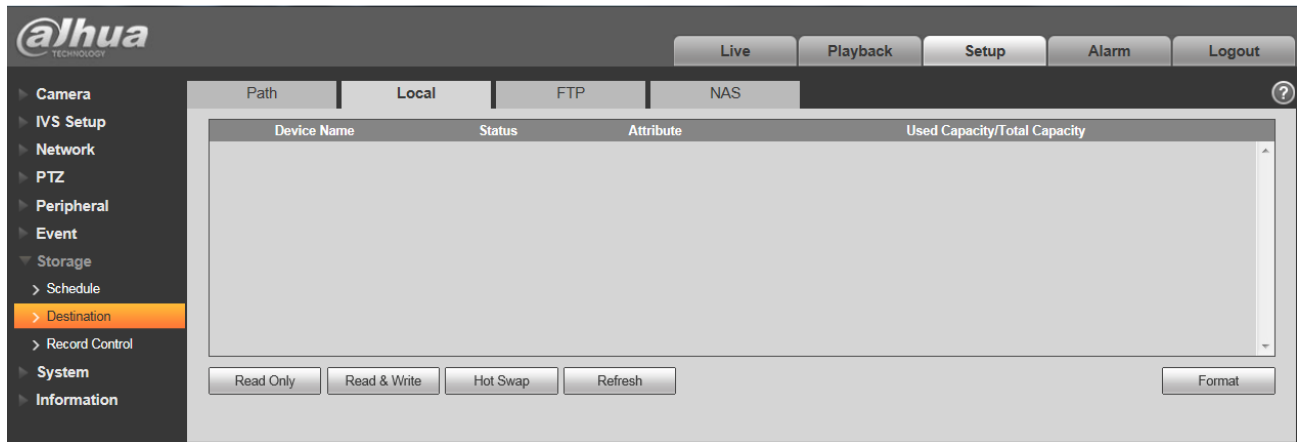 alhua
TECHNOLOGY
Live Playback Setup Alarm Logout
Path Local FTP NAS ?
Camera
IVS Setup
Network
PTZ
Peripheral
Event
Storage
Schedule
Destination
Record Control
System
Information
Device Name Status Attribute Used Capacity/Total Capacity
Read Only Read & Write Hot Swap Refresh Format